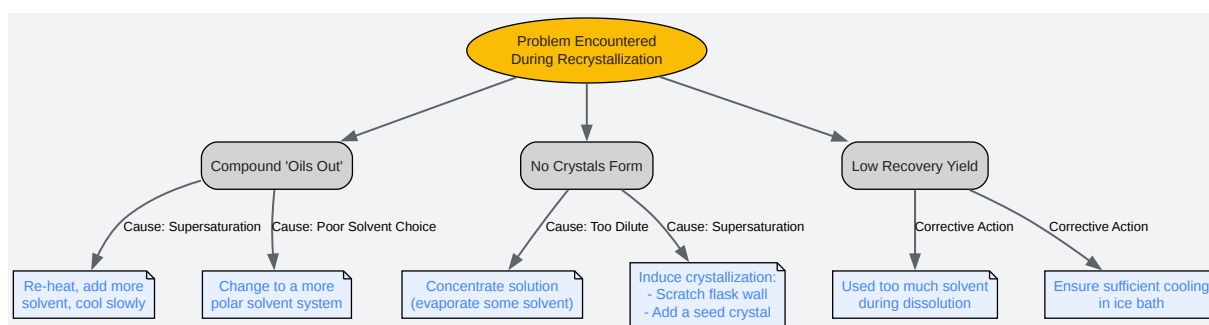 Problem Encountered
During Recrystallization
Compound 'Oils Out'
No Crystals Form
Low Recovery Yield
Cause: Supersaturation
Cause: Poor Solvent Choice
Cause: Too Dilute
Cause: Supersaturation
Corrective Action
Corrective Action
Re-heat, add more
solvent, cool slowly
Change to a more
polar solvent system
Concentrate solution
(evaporate some solvent)
Induce crystallization:
- Scratch flask wall
- Add a seed crystal
Used too much solvent
during dissolution
Ensure sufficient cooling
in ice bath